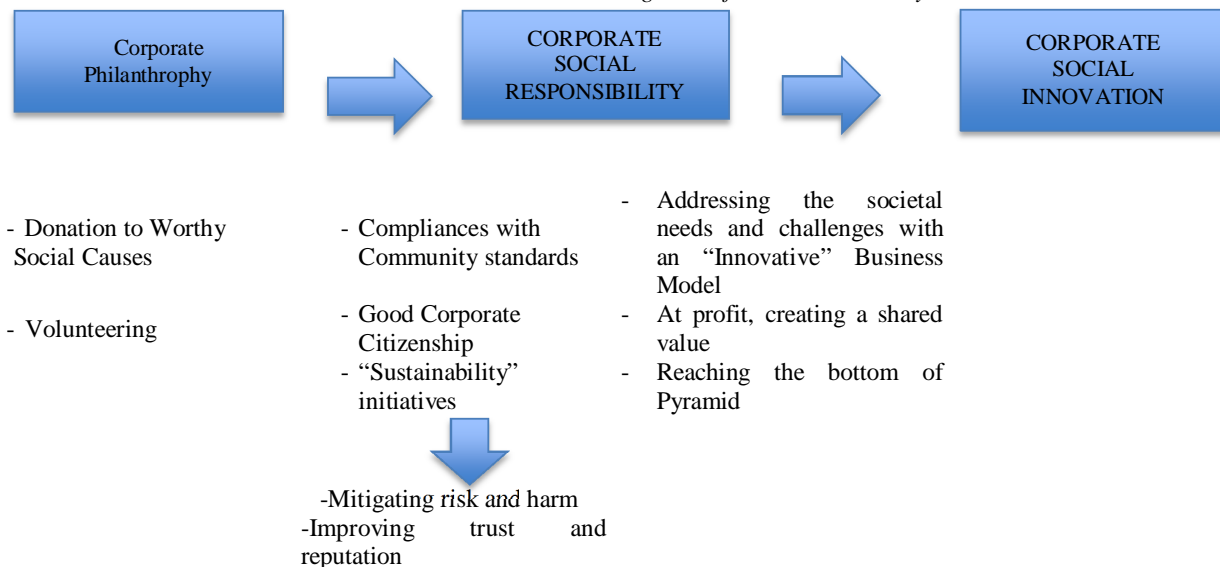 Corporate
Philanthrophy
CORPORATE
SOCIAL
RESPONSIBILITY
CORPORATE
SOCIAL
INNOVATION
- Donation to Worthy
Social Causes
- Volunteering
- Compliances with
Community standards
- Good Corporate
Citizenship
- “Sustainability”
initiatives
- Addressing the societal
needs and challenges with
an “Innovative” Business
Model
- At profit, creating a shared
value
- Reaching the bottom of
Pyramid
-Mitigating risk and harm
-Improving trust and
reputation